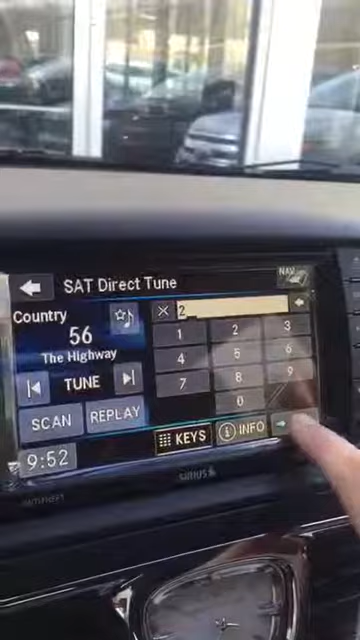 SAT Direct Tune
NAV
Country
56
The Highway
2
1 2 3
4 5 6
7 8 9
0
TUNE
SCAN REPLAY
9:52
KEYS
INFO
SIRIUS